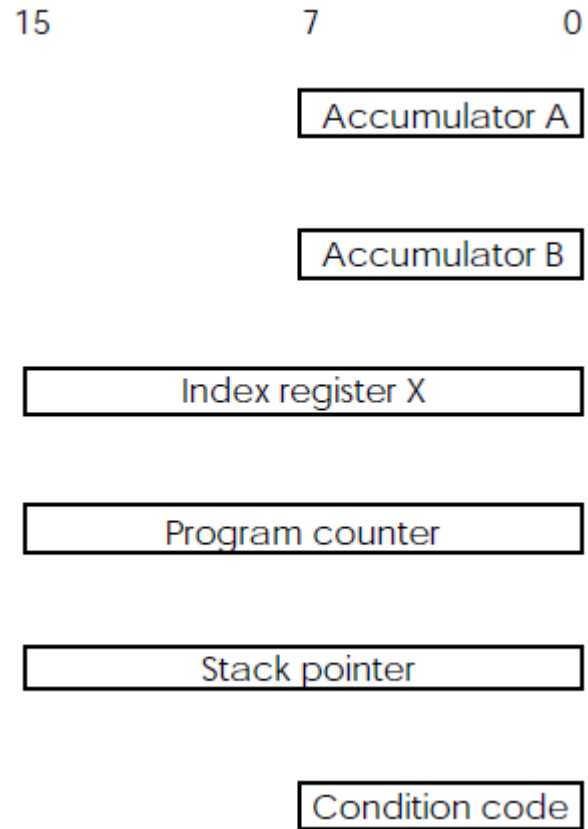 15 7 0
Accumulator A
Accumulator B
Index register X
Program counter
Stack pointer
Condition code